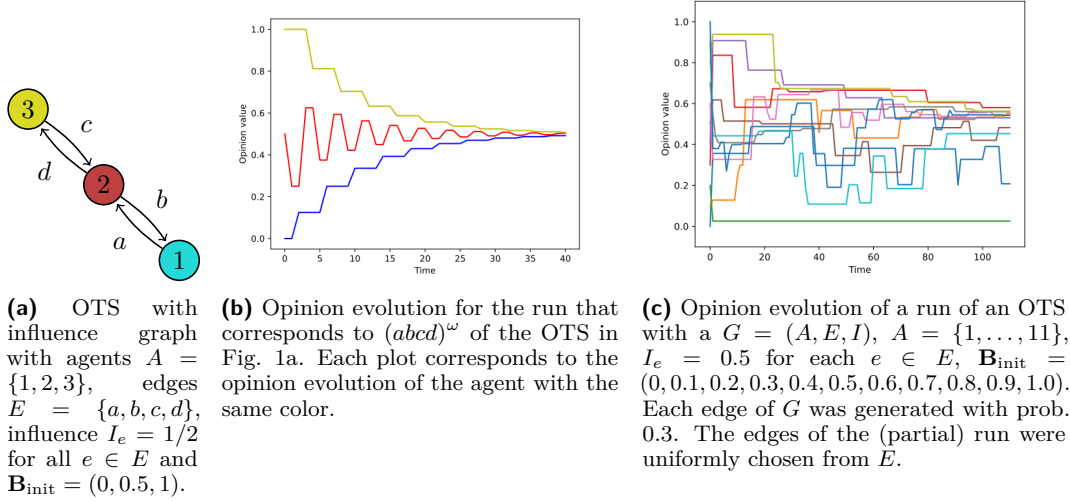 3
c
d
2
b
a
1
1.0
0.8
0.6
0.4
0.2
0.0
Opinion value
0 5 10 15 20 25 30 35 40
Time
1.0
0.8
0.6
0.4
0.2
0.0
Opinion value
0 20 40 60 80 100
Time
(a) OTS with
influence graph
with agents A =
{1, 2, 3}, edges
E = {a, b, c, d},
influence I_e = 1/2
for all e ∈ E and
B_init = (0, 0.5, 1).
(b) Opinion evolution for the run that
corresponds to (abcd)^ω of the OTS in
Fig. 1a. Each plot corresponds to the
opinion evolution of the agent with the
same color.
(c) Opinion evolution of a run of an OTS
with a G = (A, E, I), A = {1, . . . , 11},
I_e = 0.5 for each e ∈ E, B_init =
(0, 0.1, 0.2, 0.3, 0.4, 0.5, 0.6, 0.7, 0.8, 0.9, 1.0).
Each edge of G was generated with prob.
0.3. The edges of the (partial) run were
uniformly chosen from E.